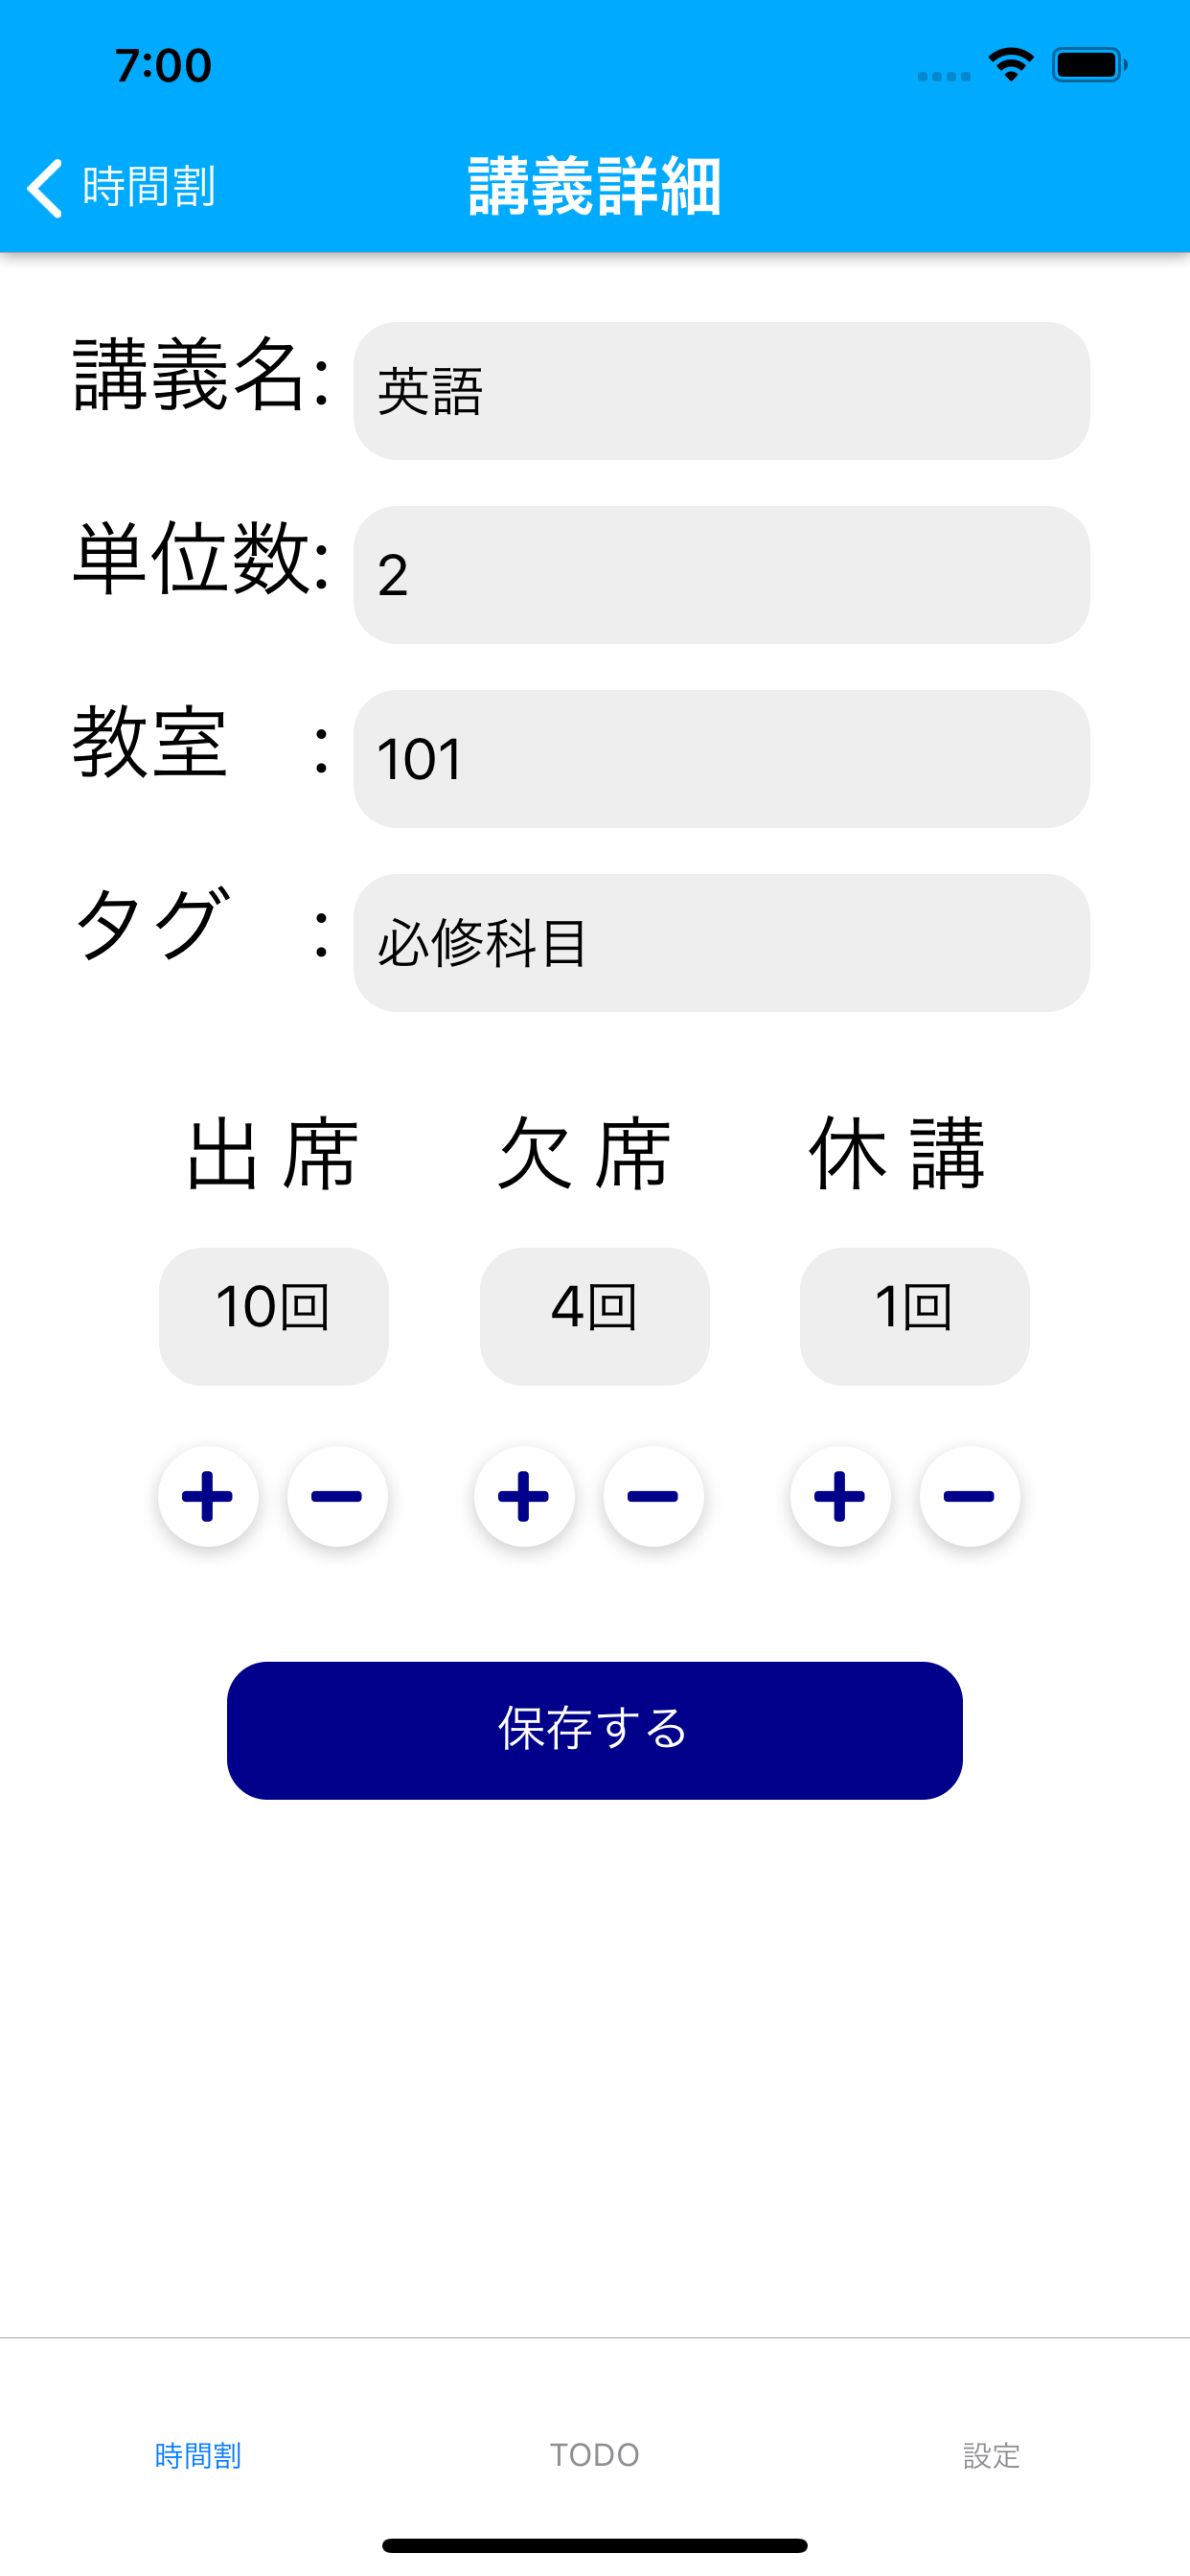 7:00
時間割
講義詳細
講義名: 英語
単位数: 2
教室　: 101
タグ　: 必修科目
出席 欠席 休講
10回 4回 1回
+ − + − + −
保存する
時間割 TODO 設定